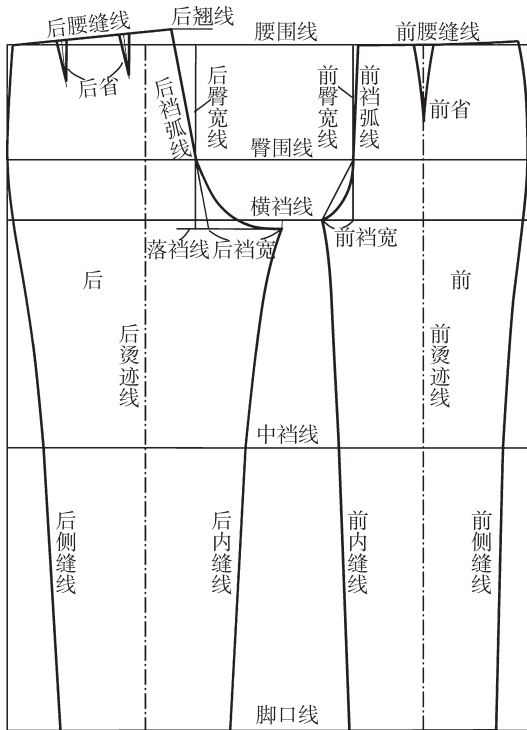 后翘线
后腰缝线
腰围线
前腰缝线
后省
后裆弧线
后臀宽线
前臀宽线
前裆弧线
前省
臀围线
横裆线
落裆线
后裆宽
前裆宽
后
前
后烫迹线
前烫迹线
中裆线
后侧缝线
后内缝线
前内缝线
前侧缝线
脚口线